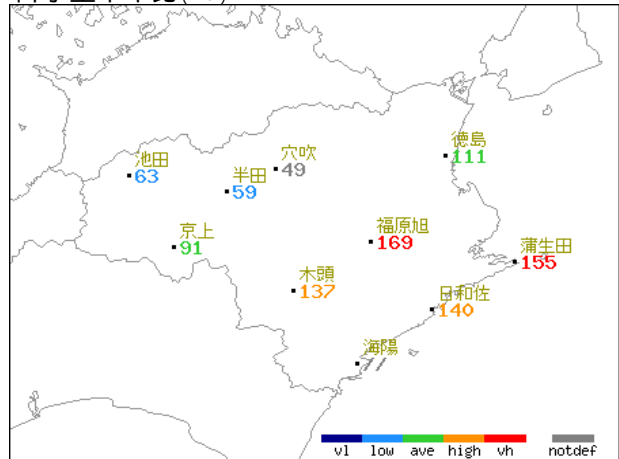 徳島
111
穴吹
49
池田
63
半田
59
福原旭
169
京上
91
蒲生田
155
木頭
137
日和佐
140
海陽
vl low ave high vh notdef